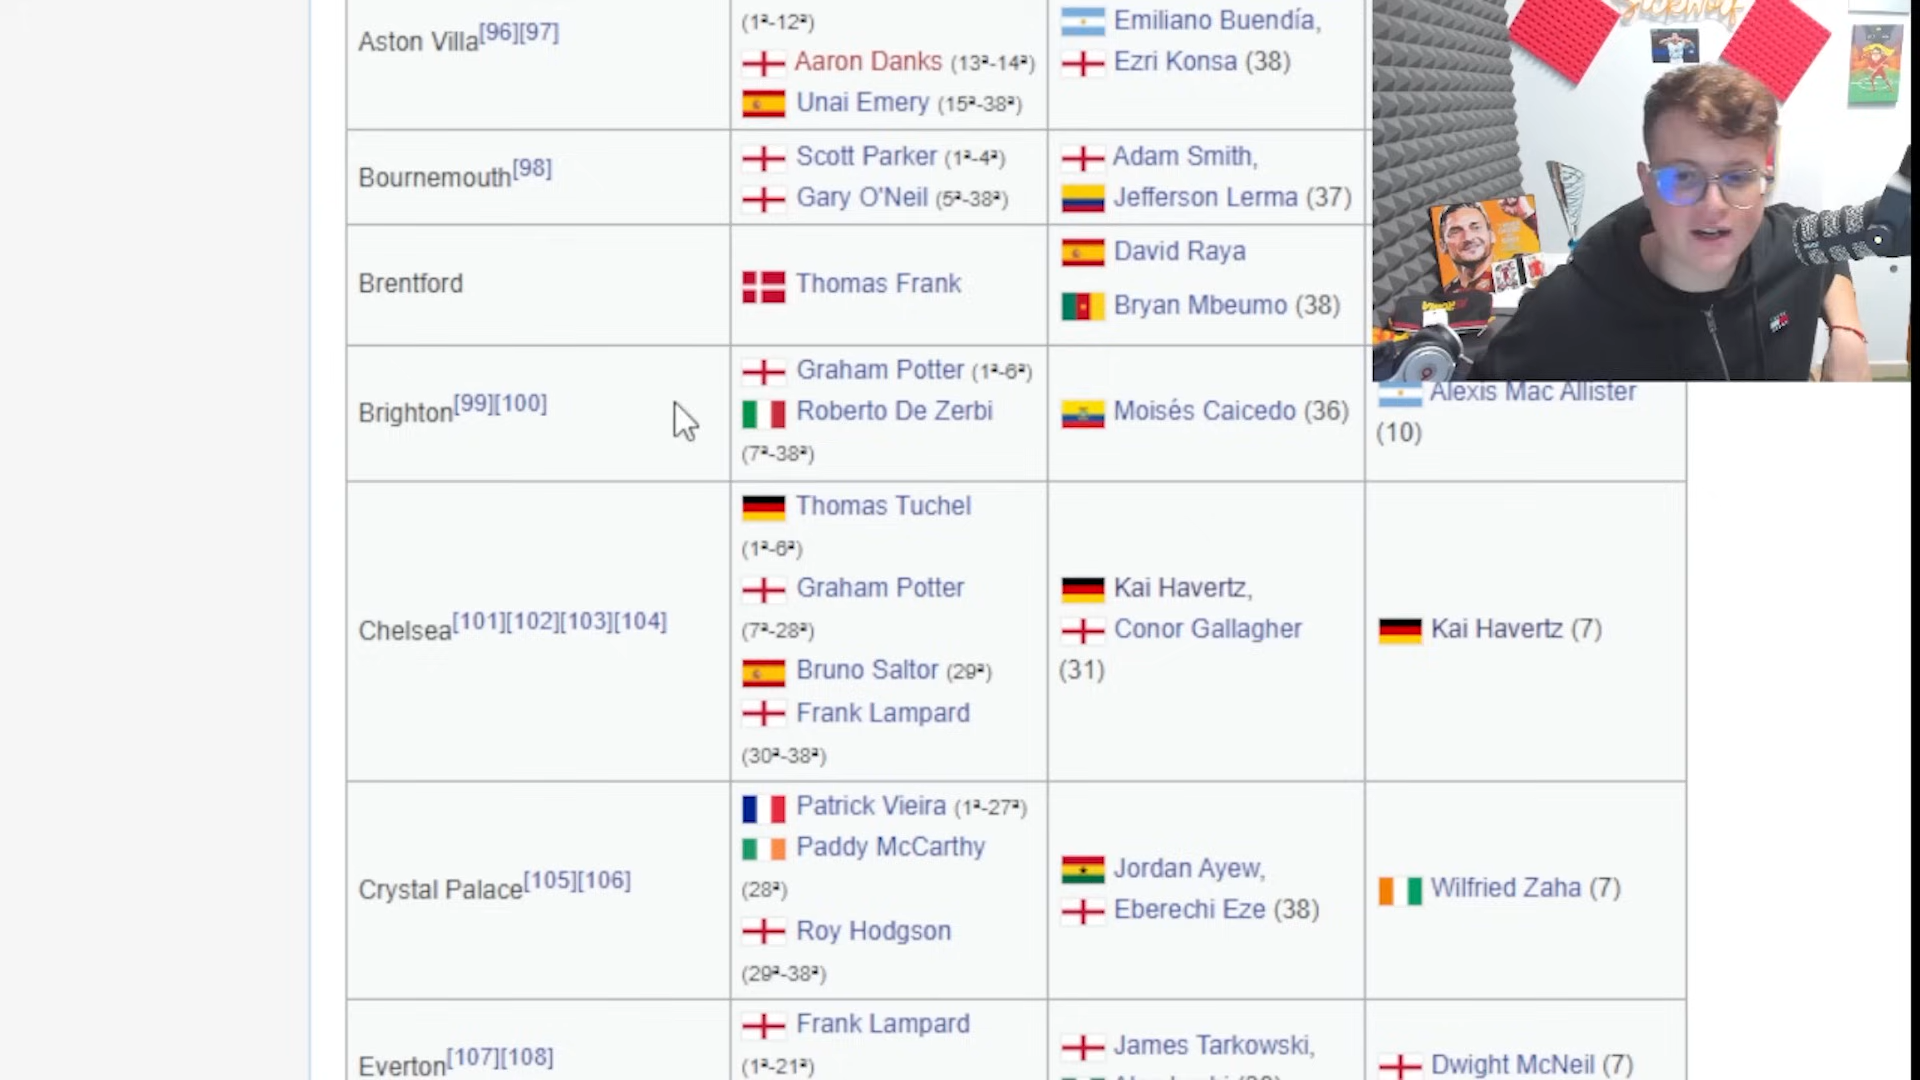 (1ª-12ª)
Aston Villa[96][97]
Aaron Danks (13ª-14ª)
Unai Emery (15ª-38ª)
Emiliano Buendía,
Ezri Konsa (38)
Bournemouth[98]
Scott Parker (1ª-4ª)
Gary O'Neil (5ª-38ª)
Adam Smith,
Jefferson Lerma (37)
Brentford
Thomas Frank
David Raya
Bryan Mbeumo (38)
Brighton[99][100]
Graham Potter (1ª-6ª)
Roberto De Zerbi
(7ª-38ª)
Moisés Caicedo (36)
Alexis Mac Allister
(10)
Chelsea[101][102][103][104]
Thomas Tuchel
(1ª-6ª)
Graham Potter
(7ª-28ª)
Bruno Saltor (29ª)
Frank Lampard
(30ª-38ª)
Kai Havertz,
Conor Gallagher
(31)
Kai Havertz (7)
Crystal Palace[105][106]
Patrick Vieira (1ª-27ª)
Paddy McCarthy
(28ª)
Roy Hodgson
(29ª-38ª)
Jordan Ayew,
Eberechi Eze (38)
Wilfried Zaha (7)
Everton[107][108]
Frank Lampard
(1ª-21ª)
James Tarkowski,
Dwight McNeil (7)